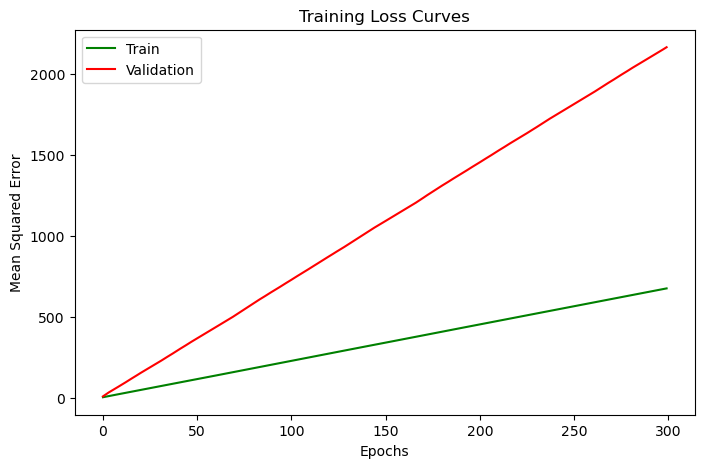 Training Loss Curves
Train
Validation
2000
1500
1000
500
0
Mean Squared Error
0 50 100 150 200 250 300
Epochs